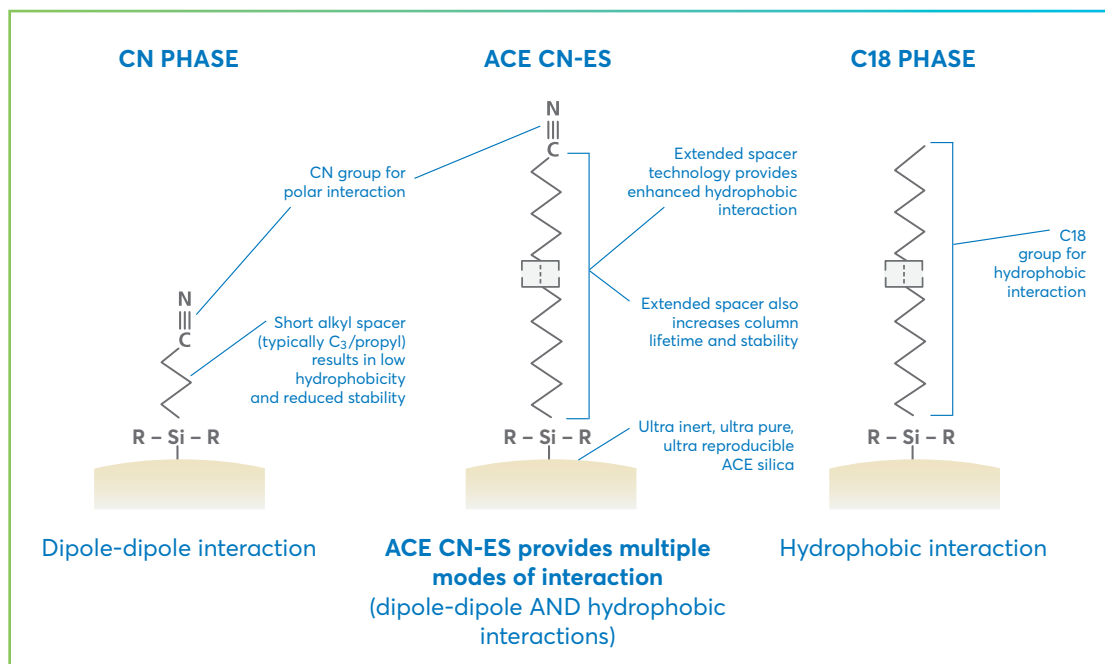 CN PHASE
ACE CN-ES
C18 PHASE
N
C
CN group for
polar interaction
Extended spacer
technology provides
enhanced hydrophobic
interaction
C18
group for
hydrophobic
interaction
N
C
Short alkyl spacer
(typically C₃/propyl)
results in low
hydrophobicity
and reduced stability
Extended spacer also
increases column
lifetime and stability
R – Si – R
R – Si – R
Ultra inert, ultra pure,
ultra reproducible
ACE silica
R – Si – R
Dipole-dipole interaction
ACE CN-ES provides multiple
modes of interaction
(dipole-dipole AND hydrophobic
interactions)
Hydrophobic interaction